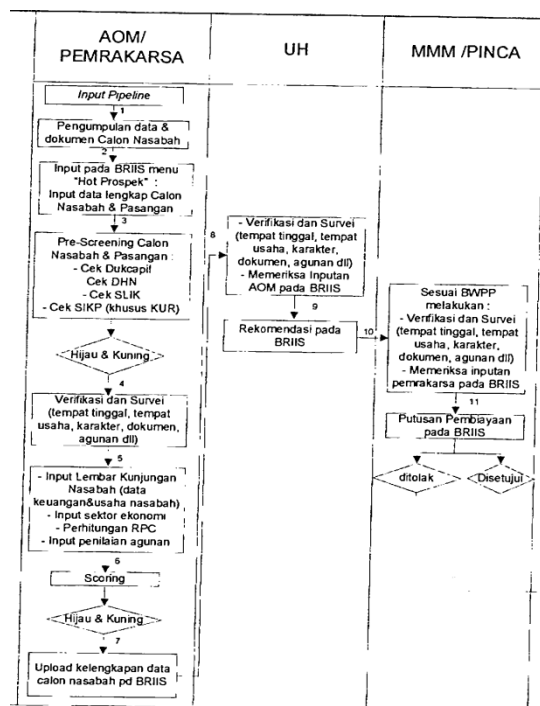 AOM/
PEMRAKARSA
UH
MMM /PINCA
Input Pipeline
1
Pengumpulan data &
dokumen Calon Nasabah
2
Input pada BRIIS menu
"Hot Prospek" :
Input data lengkap Calon
Nasabah & Pasangan
3
Pre-Screening Calon
Nasabah & Pasangan :
- Cek Dukcapil
Cek DHN
- Cek SLIK
- Cek SIKP (khusus KUR)
Hijau & Kuning
4
Verifikasi dan Survei
(tempat tinggal, tempat
usaha, karakter, dokumen,
agunan dll)
5
- Input Lembar Kunjungan
Nasabah (data
keuangan&usaha nasabah)
- Input sektor ekonomi
- Perhitungan RPC
- Input penilaian agunan
6
Scoring
Hijau & Kuning
7
Upload kelengkapan data
calon nasabah pd BRIIS
8
- Verifikasi dan Survei
(tempat tinggal, tempat
usaha, karakter,
dokumen, agunan dll)
- Memeriksa Inputan
AOM pada BRIIS
9
Rekomendasi pada
BRIIS
10
Sesuai BWPP
melakukan :
- Verifikasi dan Survei
(tempat tinggal, tempat
usaha, karakter,
dokumen, agunan dll)
- Memeriksa inputan
pemrakarsa pada BRIIS
11
Putusan Pembiayaan
pada BRIIS
ditolak
Disetujui